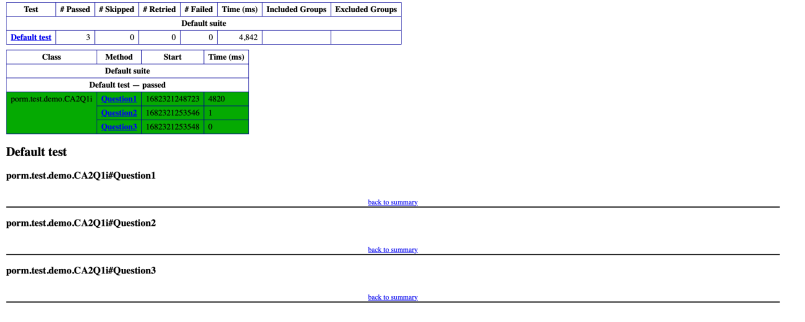 Test # Passed # Skipped # Retried # Failed Time (ms) Included Groups Excluded Groups
Default suite
Default test 3 0 0 0 4,842
Class Method Start Time (ms)
Default suite
Default test — passed
porm.test.demo.CA2Q1i Question1 1682321248723 4820
Question2 1682321253546 1
Question3 1682321253548 0
Default test
porm.test.demo.CA2Q1i#Question1
back to summary
porm.test.demo.CA2Q1i#Question2
back to summary
porm.test.demo.CA2Q1i#Question3
back to summary